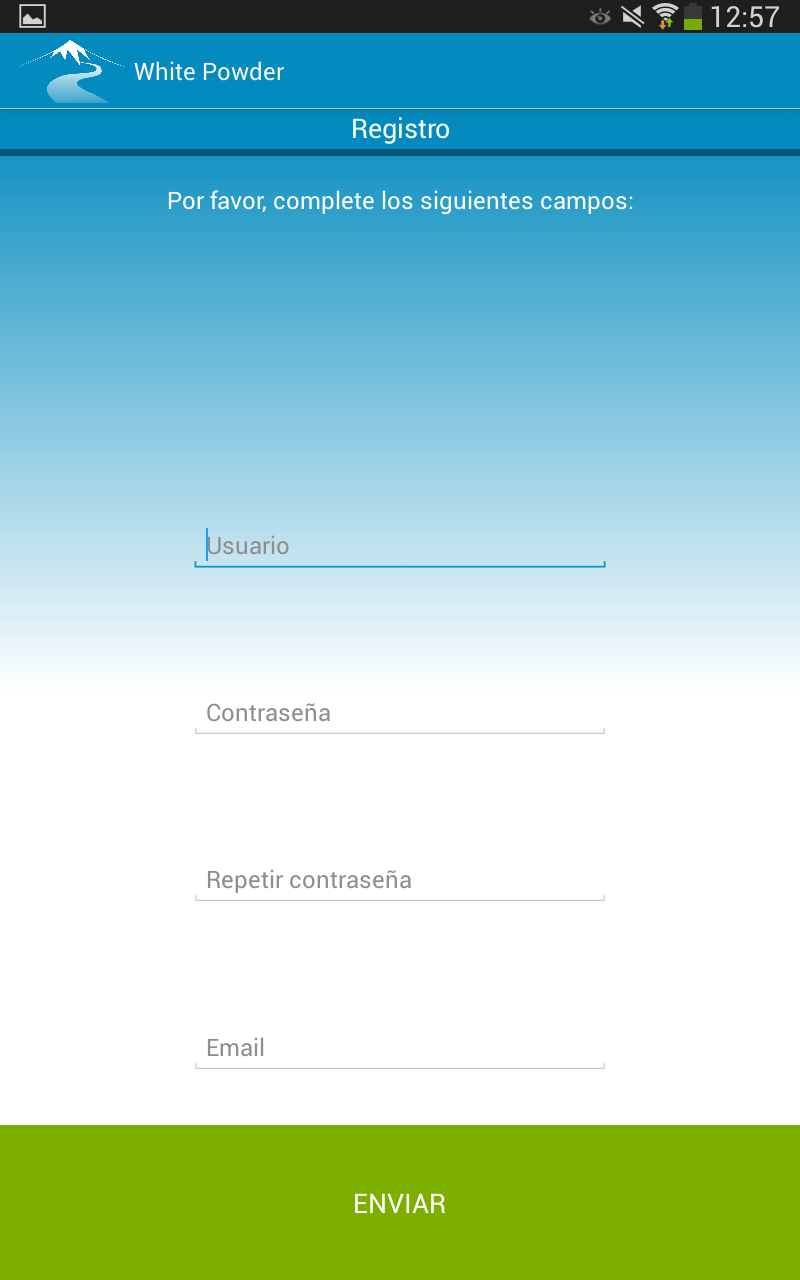 12:57
White Powder
Registro
Por favor, complete los siguientes campos:
Usuario
Contraseña
Repetir contraseña
Email
ENVIAR